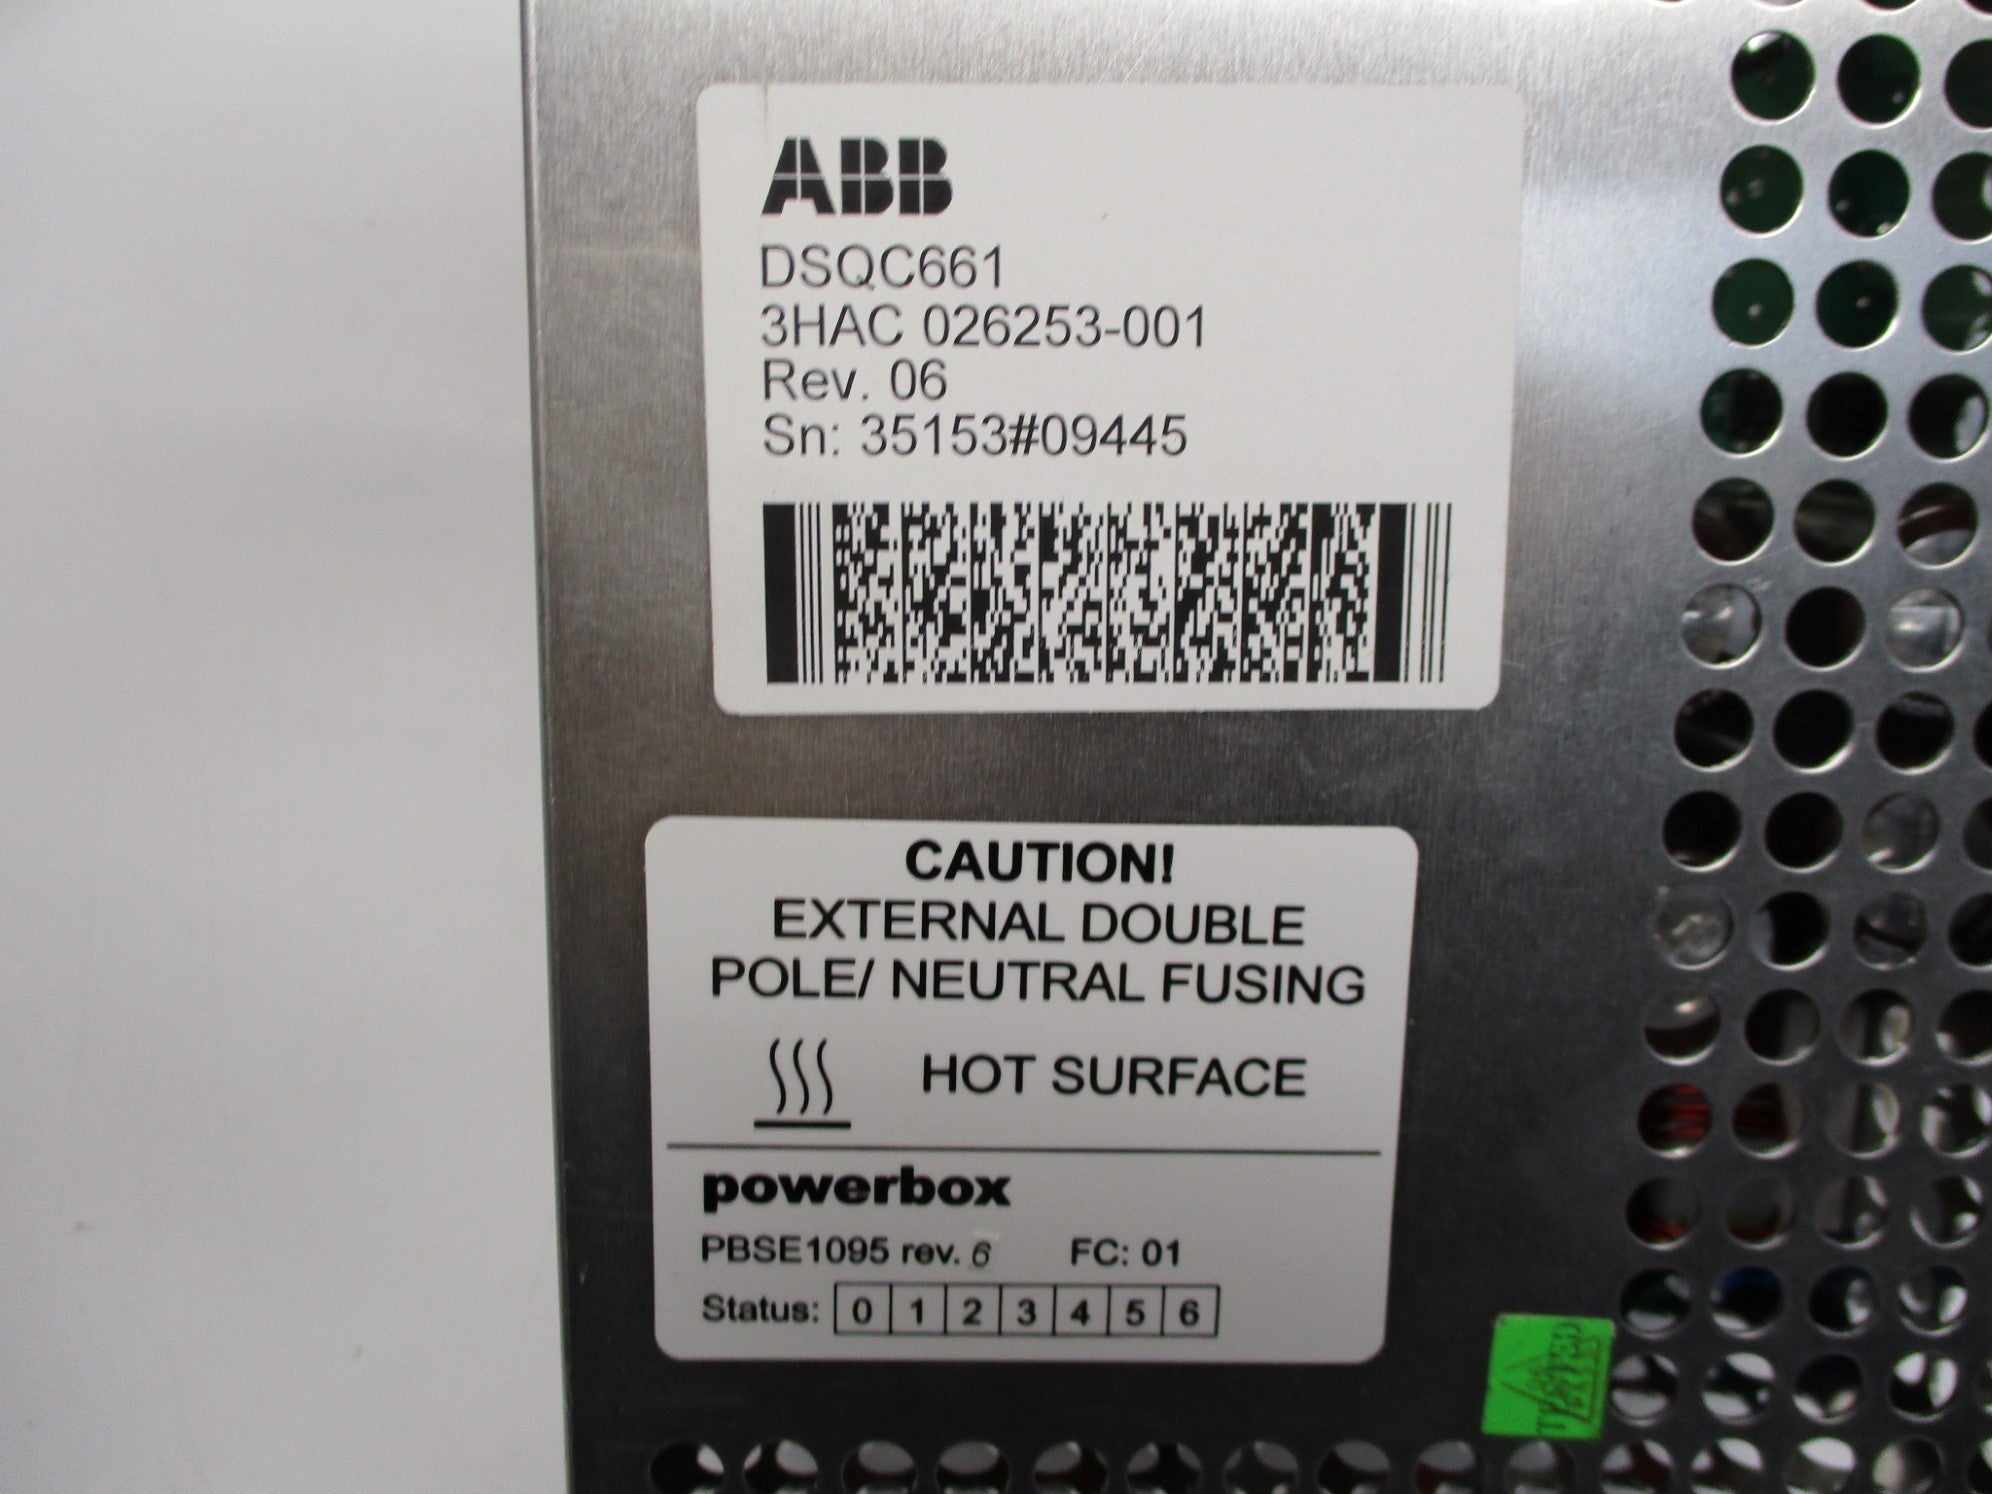 ABB
DSQC661
3HAC 026253-001
Rev. 06
Sn: 35153#09445
CAUTION!
EXTERNAL DOUBLE
POLE/ NEUTRAL FUSING
HOT SURFACE
powerbox
PBSE1095 rev. 6 FC: 01
Status: 0 1 2 3 4 5 6
TESTED